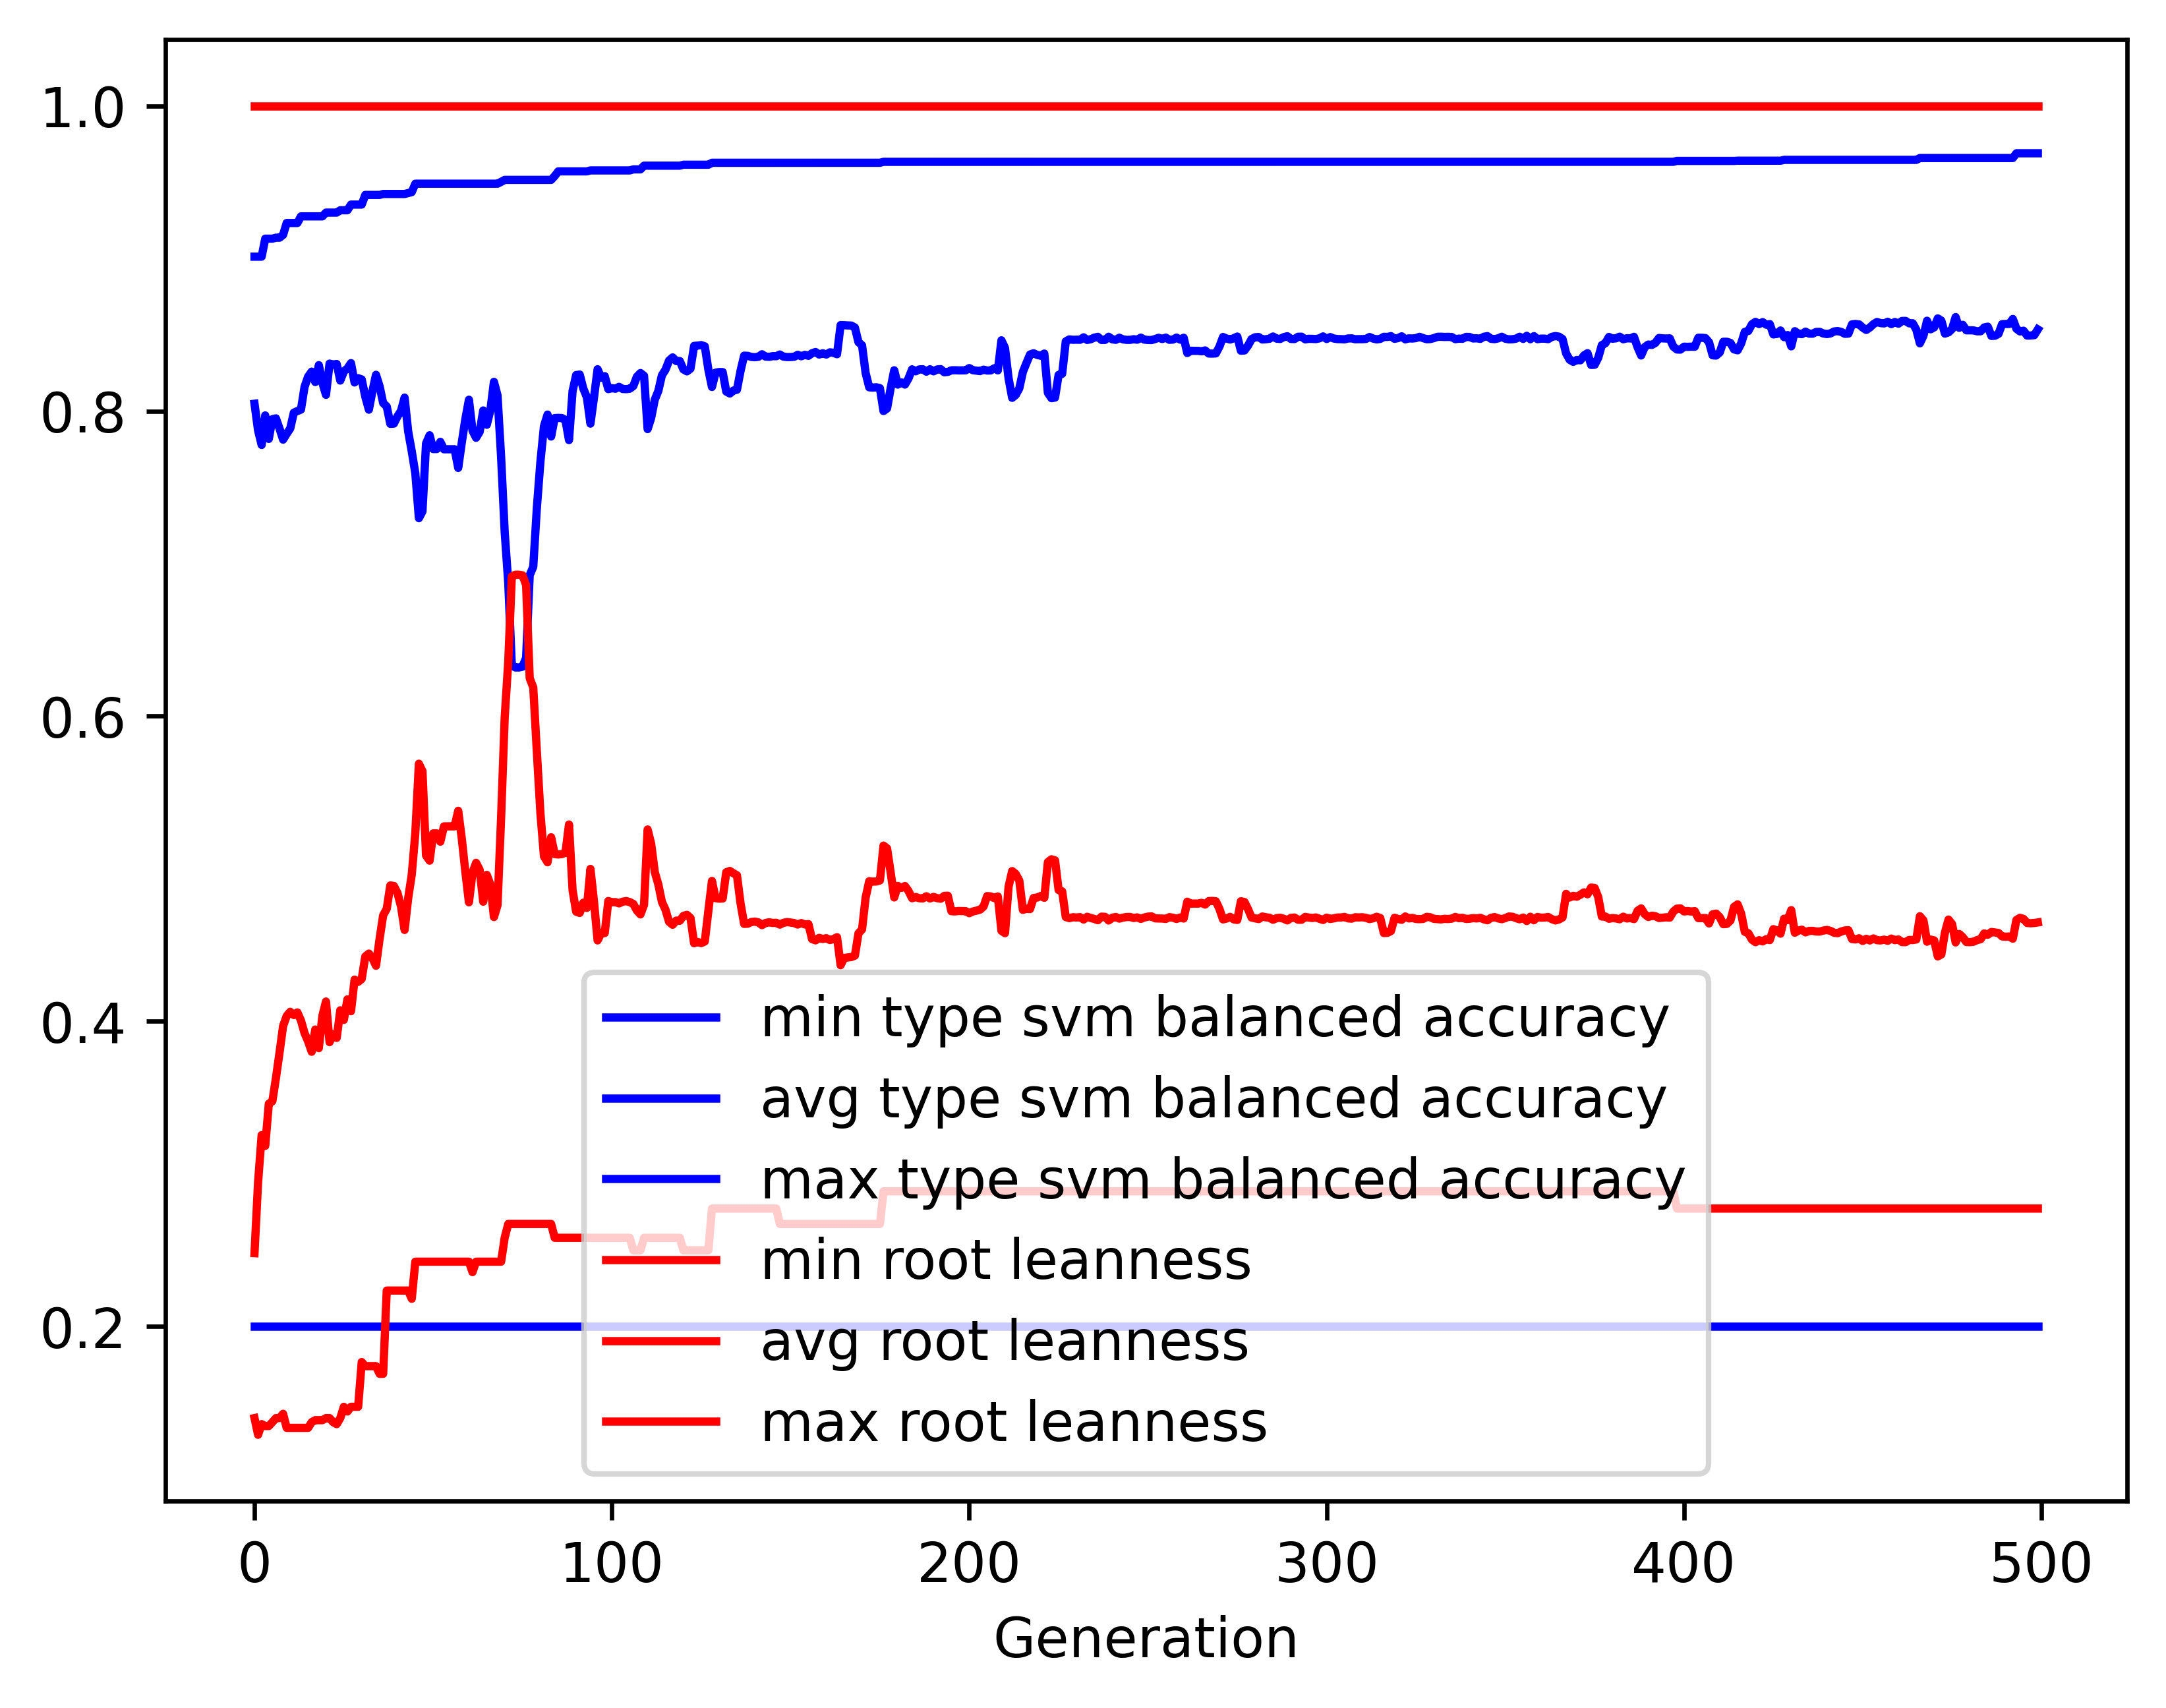 1.0
0.8
0.6
0.4
0.2
min type svm balanced accuracy
avg type svm balanced accuracy
max type svm balanced accuracy
min root leanness
avg root leanness
max root leanness
0 100 200 300 400 500
Generation